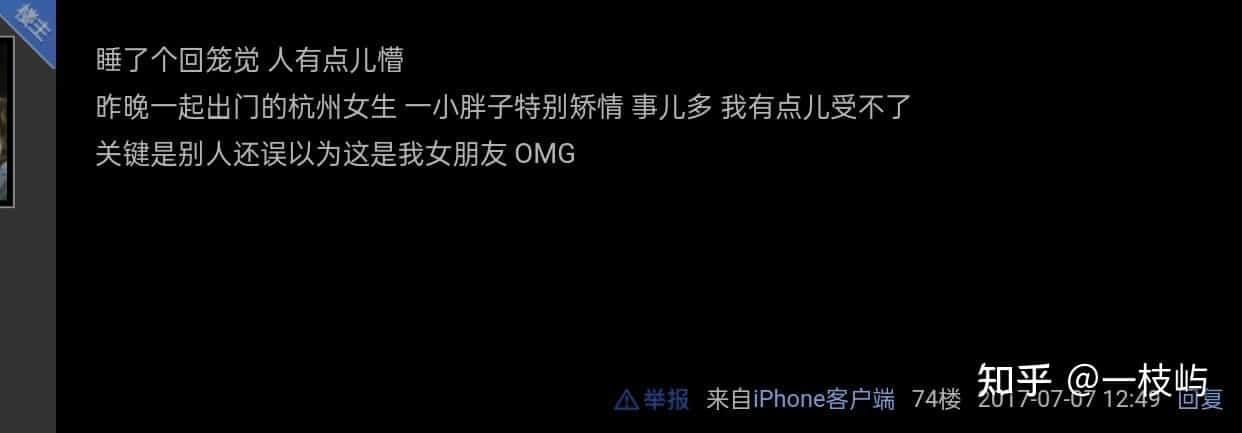 楼主
睡了个回笼觉 人有点儿懵
昨晚一起出门的杭州女生 一小胖子特别矫情 事儿多 我有点儿受不了
关键是别人还误以为这是我女朋友 OMG
知乎 @一枝屿
举报 来自iPhone客户端 74楼 2017-07-07 12:49 回复